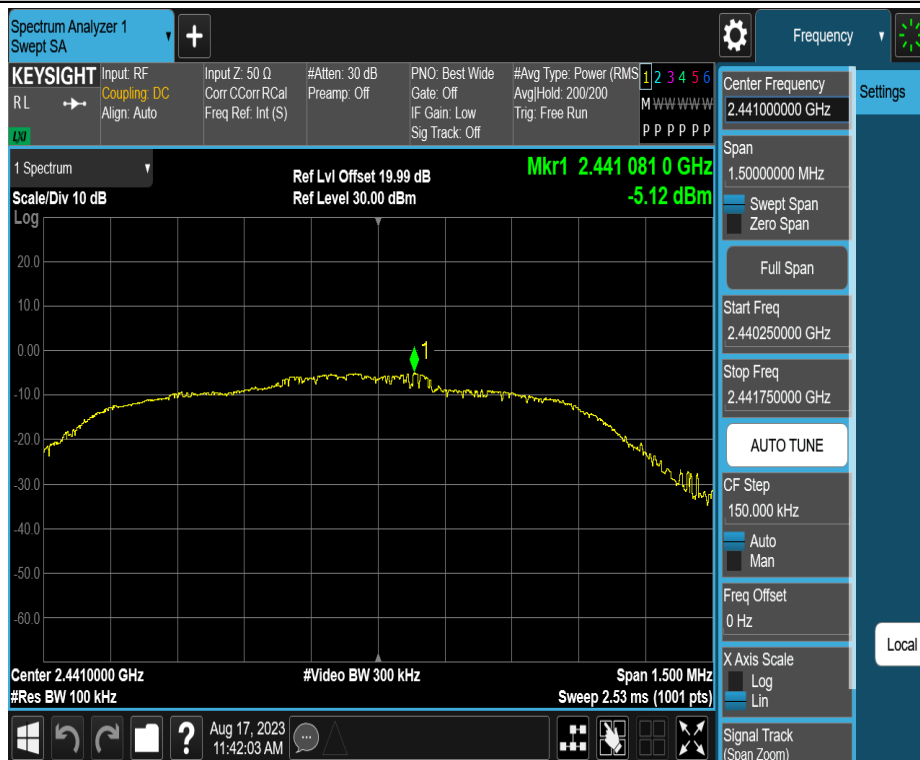 Spectrum Analyzer 1
Swept SA
Frequency
KEYSIGHT
RL
LXI
Input: RF
Coupling: DC
Align: Auto
Input Z: 50 Ω
Corr CCorr RCal
Freq Ref: Int (S)
#Atten: 30 dB
Preamp: Off
PNO: Best Wide
Gate: Off
IF Gain: Low
Sig Track: Off
#Avg Type: Power (RMS
Avg|Hold: 200/200
Trig: Free Run
1 2 3 4 5 6
M W W W W W
P P P P P P
1 Spectrum
Scale/Div 10 dB
Log
Ref Lvl Offset 19.99 dB
Ref Level 30.00 dBm
Mkr1 2.441 081 0 GHz
-5.12 dBm
20.0
10.0
0.00
-10.0
-20.0
-30.0
-40.0
-50.0
-60.0
1
Center 2.4410000 GHz
#Res BW 100 kHz
#Video BW 300 kHz
Span 1.500 MHz
Sweep 2.53 ms (1001 pts)
Aug 17, 2023
11:42:03 AM
Center Frequency
2.441000000 GHz
Span
1.50000000 MHz
Swept Span
Zero Span
Full Span
Start Freq
2.440250000 GHz
Stop Freq
2.441750000 GHz
AUTO TUNE
CF Step
150.000 kHz
Auto
Man
Freq Offset
0 Hz
X Axis Scale
Log
Lin
Signal Track
(Span Zoom)
Settings
Local